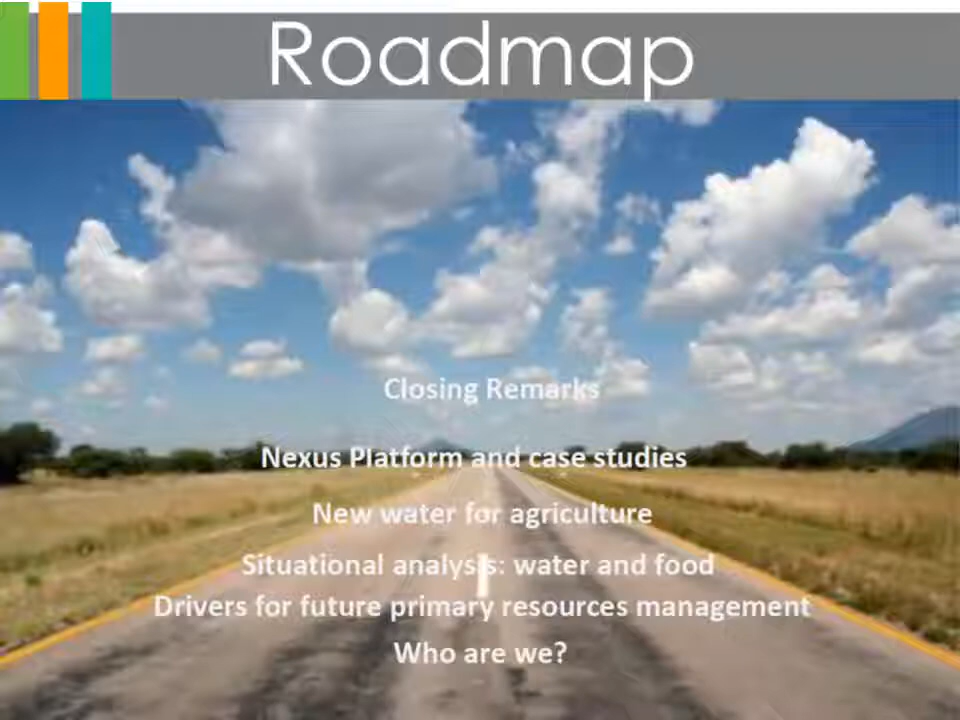 Roadmap
Closing Remarks
Nexus Platform and case studies
New water for agriculture
Situational analysis: water and food
Drivers for future primary resources management
Who are we?